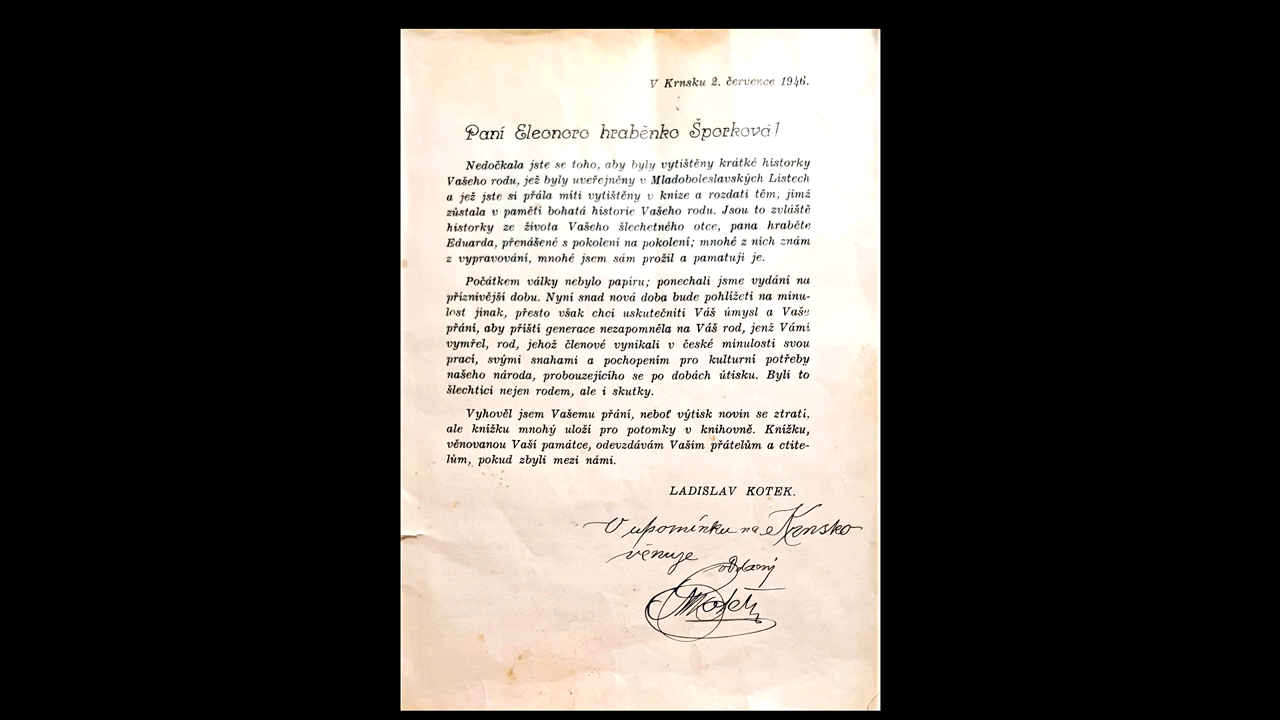 V Krnsku 2. července 1946.
Paní Eleonoro hraběnko Šporková!
Nedočkala jste se toho, aby byly vytištěny krátké historky
Vašeho rodu, jež byly uveřejněny v Mladoboleslavských Listech
a jež jste si přála míti vytištěny v knize a rozdati těm, jimž
zůstala v paměti bohatá historie Vašeho rodu. Jsou to zvláště
historky ze života Vašeho šlechetného otce, pana hraběte
Eduarda, přenášené s pokolení na pokolení; mnohé z nich znám
z vypravování, mnohé jsem sám prožil a pamatuji je.
Počátkem války nebylo papíru; ponechali jsme vydání na
příznivější dobu. Nyní snad nová doba bude pohlížeti na minu-
lost jinak, přesto však chci uskutečniti Váš úmysl a Vaše
přání, aby příští generace nezapomněla na Váš rod, jenž Vámi
vymřel, rod, jehož členové vynikali v české minulosti svou
prací, svými snahami a pochopením pro kulturní potřeby
našeho národa, probouzejícího se po dobách útisku. Byli to
šlechtici nejen rodem, ale i skutky.
Vyhověl jsem Vašemu přání, neboť výtisk novin se ztratí,
ale knížku mnohý uloží pro potomky v knihovně. Knížku,
věnovanou Vaší památce, odevzdávám Vašim přátelům a ctite-
lům, pokud zbyli mezi námi.
LADISLAV KOTEK.
V upomínku na Krnsko
věnuje oddaný
Kotek